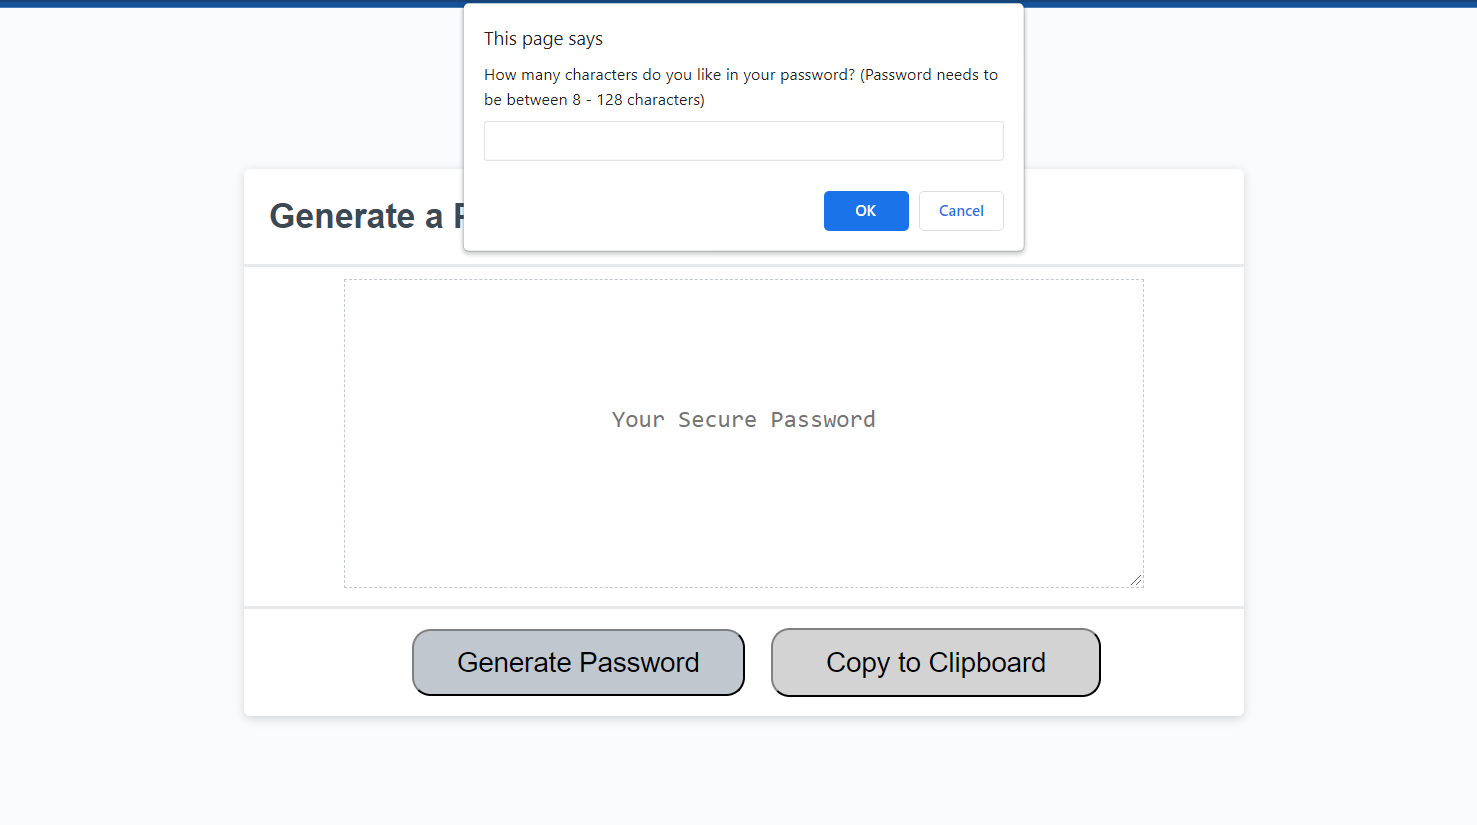 This page says
How many characters do you like in your password? (Password needs to
be between 8 - 128 characters)
OK
Cancel
Generate a
Your Secure Password
Generate Password
Copy to Clipboard